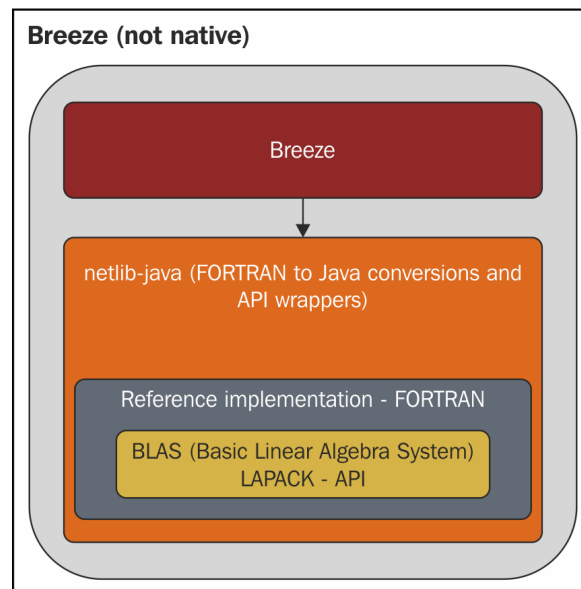 Breeze (not native)
Breeze
netlib-java (FORTRAN to Java conversions and
API wrappers)
Reference implementation - FORTRAN
BLAS (Basic Linear Algebra System)
LAPACK - API